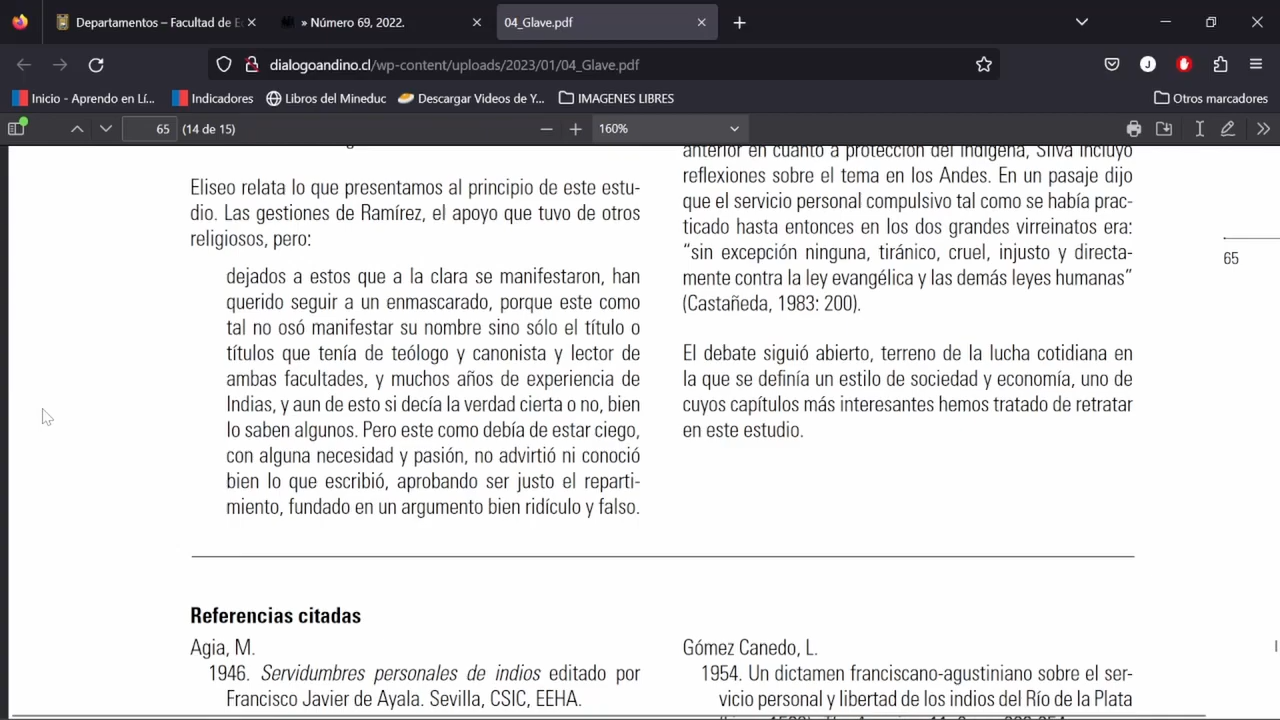 Departamentos – Facultad de E
» Número 69, 2022.
04_Glave.pdf
dialogoandino.cl/wp-content/uploads/2023/01/04_Glave.pdf
Inicio - Aprendo en Lí...
Indicadores
Libros del Mineduc
Descargar Videos de Y...
IMAGENES LIBRES
Otros marcadores
65 (14 de 15)
160%
Eliseo relata lo que presentamos al principio de este estu-
dio. Las gestiones de Ramírez, el apoyo que tuvo de otros
religiosos, pero:
dejados a estos que a la clara se manifestaron, han
querido seguir a un enmascarado, porque este como
tal no osó manifestar su nombre sino sólo el título o
títulos que tenía de teólogo y canonista y lector de
ambas facultades, y muchos años de experiencia de
Indias, y aun de esto si decía la verdad cierta o no, bien
lo saben algunos. Pero este como debía de estar ciego,
con alguna necesidad y pasión, no advirtió ni conoció
bien lo que escribió, aprobando ser justo el reparti-
miento, fundado en un argumento bien ridículo y falso.
anterior en cuanto a protección del indígena, Silva incluyó
reflexiones sobre el tema en los Andes. En un pasaje dijo
que el servicio personal compulsivo tal como se había prac-
ticado hasta entonces en los dos grandes virreinatos era:
“sin excepción ninguna, tiránico, cruel, injusto y directa-
mente contra la ley evangélica y las demás leyes humanas”
(Castañeda, 1983: 200).
El debate siguió abierto, terreno de la lucha cotidiana en
la que se definía un estilo de sociedad y economía, uno de
cuyos capítulos más interesantes hemos tratado de retratar
en este estudio.
65
Referencias citadas
Agia, M.
1946. Servidumbres personales de indios editado por
Francisco Javier de Ayala. Sevilla, CSIC, EEHA.
Gómez Canedo, L.
1954. Un dictamen franciscano-agustiniano sobre el ser-
vicio personal y libertad de los indios del Río de la Plata